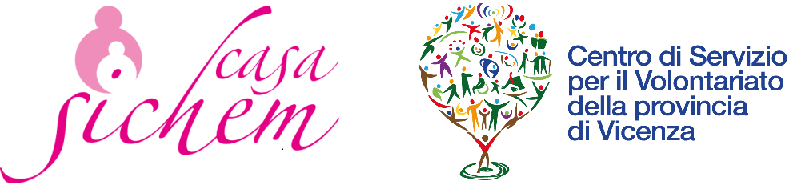 casa
Sichem
Centro di Servizio
per il Volontariato
della provincia
di Vicenza